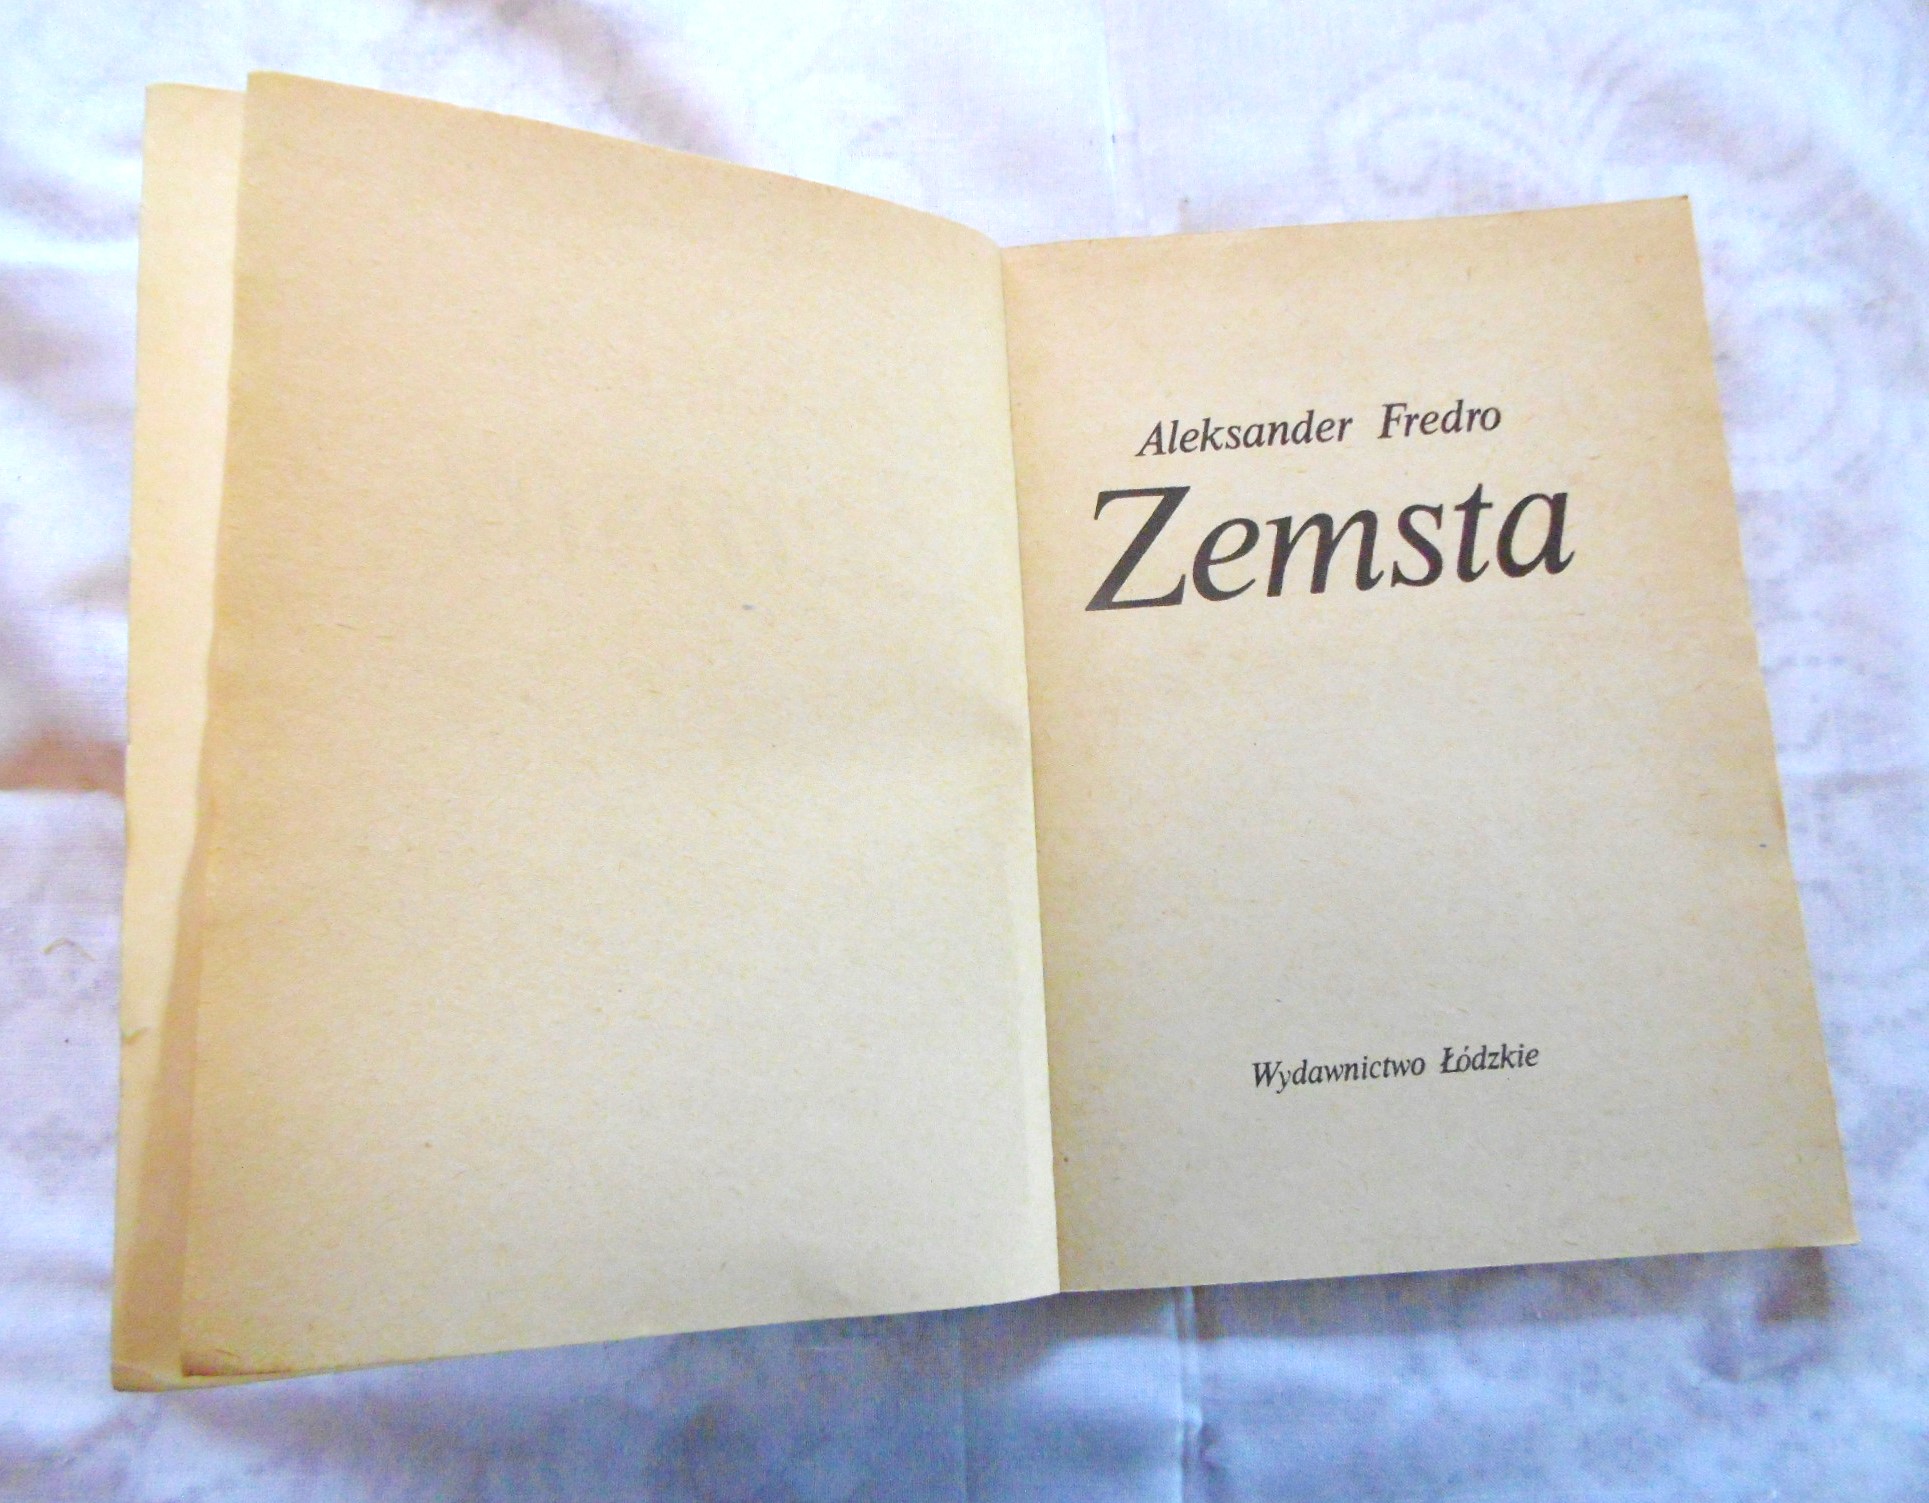 Aleksander Fredro
Zemsta
Wydawnictwo Łódzkie